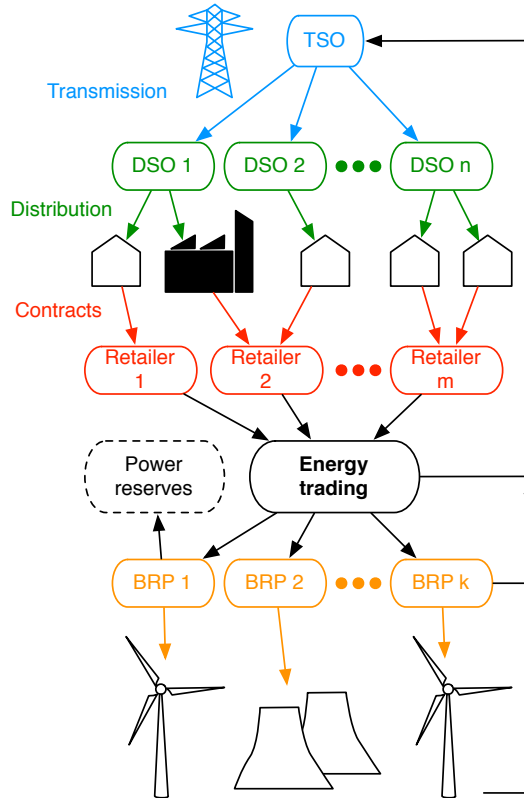 TSO
Transmission
DSO 1
DSO 2
DSO n
Distribution
Contracts
Retailer
1
Retailer
2
Retailer
m
Power
reserves
Energy
trading
BRP 1
BRP 2
BRP k